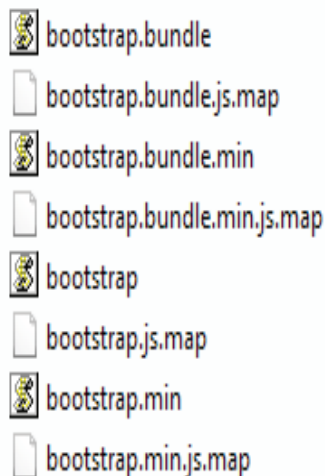 bootstrap.bundle
bootstrap.bundle.js.map
bootstrap.bundle.min
bootstrap.bundle.min.js.map
bootstrap
bootstrap.js.map
bootstrap.min
bootstrap.min.js.map